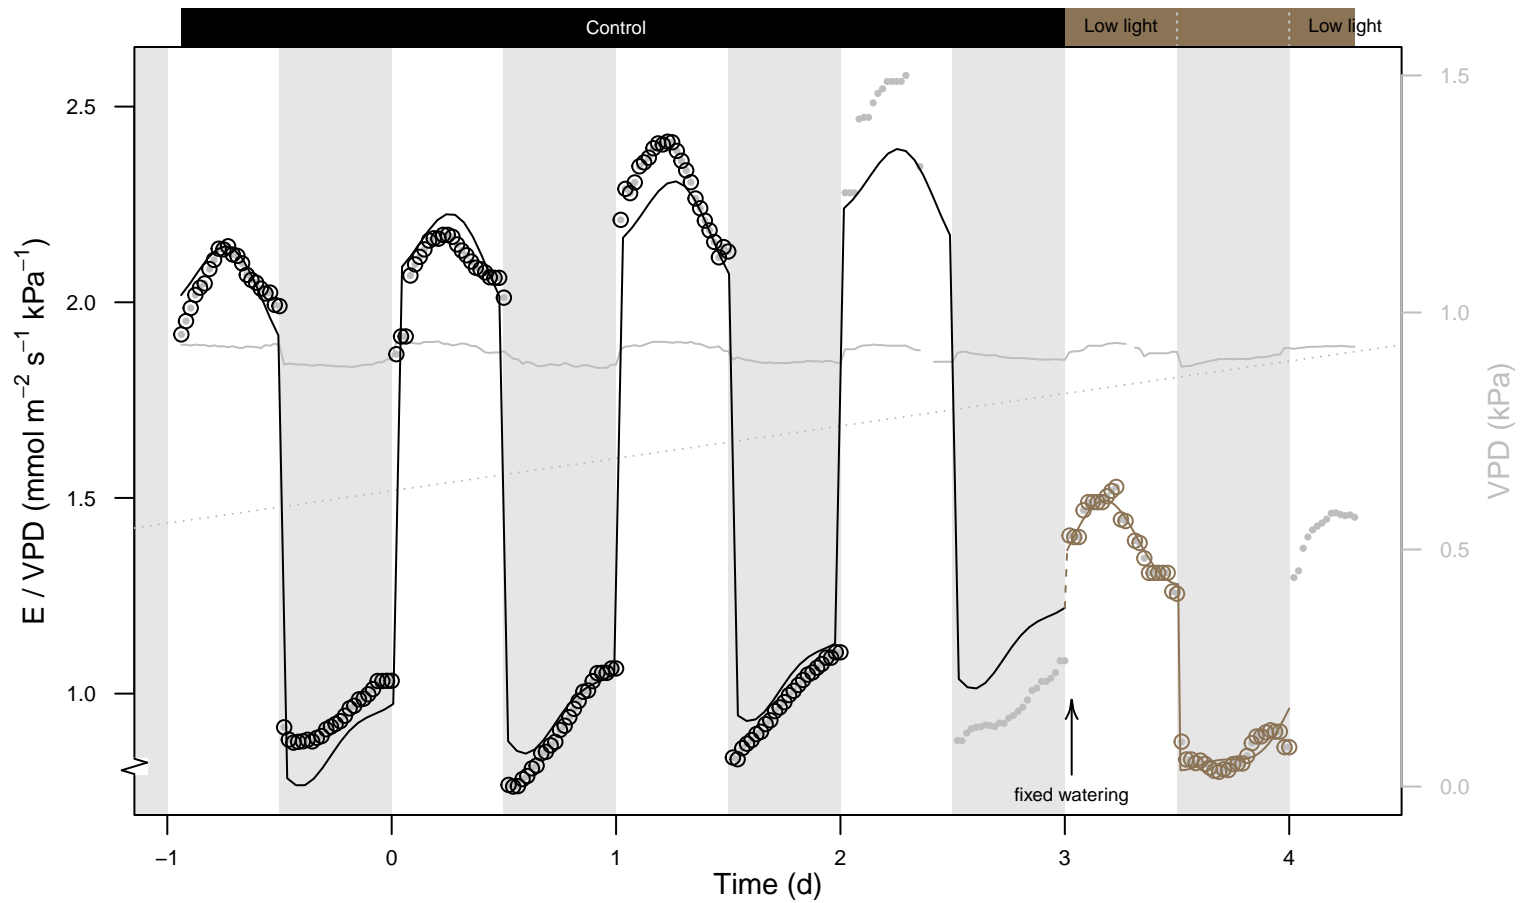 Control
Low light
Low light
2.5
2.0
1.5
1.0
E / VPD (mmol m⁻² s⁻¹ kPa⁻¹)
1.5
1.0
0.5
0.0
VPD (kPa)
fixed watering
−1
0
1
2
3
4
Time (d)